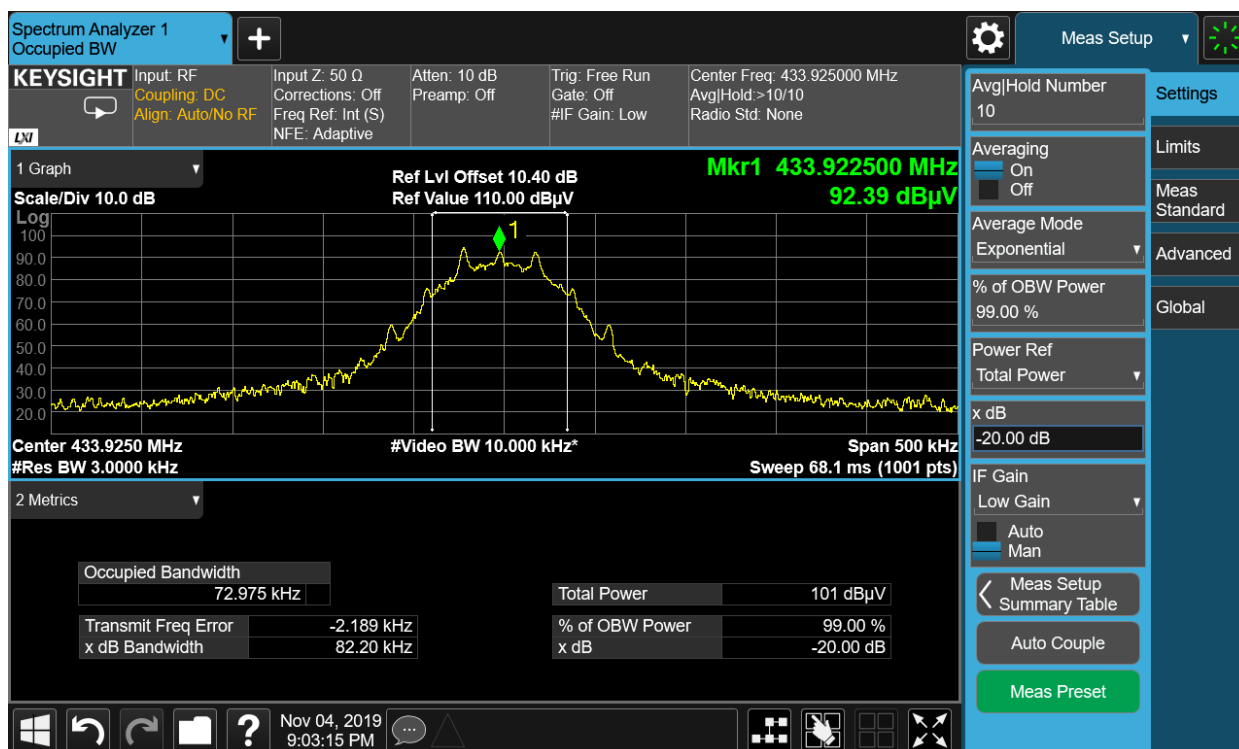 Spectrum Analyzer 1
Occupied BW
Meas Setup
KEYSIGHT
LXI
Input: RF
Coupling: DC
Align: Auto/No RF
Input Z: 50 Ω
Corrections: Off
Freq Ref: Int (S)
NFE: Adaptive
Atten: 10 dB
Preamp: Off
Trig: Free Run
Gate: Off
#IF Gain: Low
Center Freq: 433.925000 MHz
Avg|Hold:>10/10
Radio Std: None
1 Graph
Scale/Div 10.0 dB
Ref Lvl Offset 10.40 dB
Ref Value 110.00 dBµV
Mkr1 433.922500 MHz
92.39 dBµV
Log
1
100
90.0
80.0
70.0
60.0
50.0
40.0
30.0
20.0
Center 433.9250 MHz
#Video BW 10.000 kHz*
Span 500 kHz
#Res BW 3.0000 kHz
Sweep 68.1 ms (1001 pts)
2 Metrics
Occupied Bandwidth
72.975 kHz
Total Power 101 dBµV
Transmit Freq Error -2.189 kHz
% of OBW Power 99.00 %
x dB Bandwidth 82.20 kHz
x dB -20.00 dB
Avg|Hold Number
10
Averaging
On
Off
Average Mode
Exponential
% of OBW Power
99.00 %
Power Ref
Total Power
x dB
-20.00 dB
IF Gain
Low Gain
Auto
Man
Meas Setup
Summary Table
Auto Couple
Meas Preset
Settings
Limits
Meas
Standard
Advanced
Global
Nov 04, 2019
9:03:15 PM